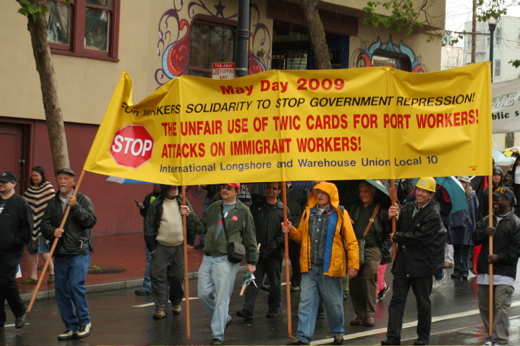 May Day 2009
FOR WORKERS SOLIDARITY TO STOP GOVERNMENT REPRESSION!
STOP
THE UNFAIR USE OF TWIC CARDS FOR PORT WORKERS!
ATTACKS ON IMMIGRANT WORKERS!
International Longshore and Warehouse Union Local 10